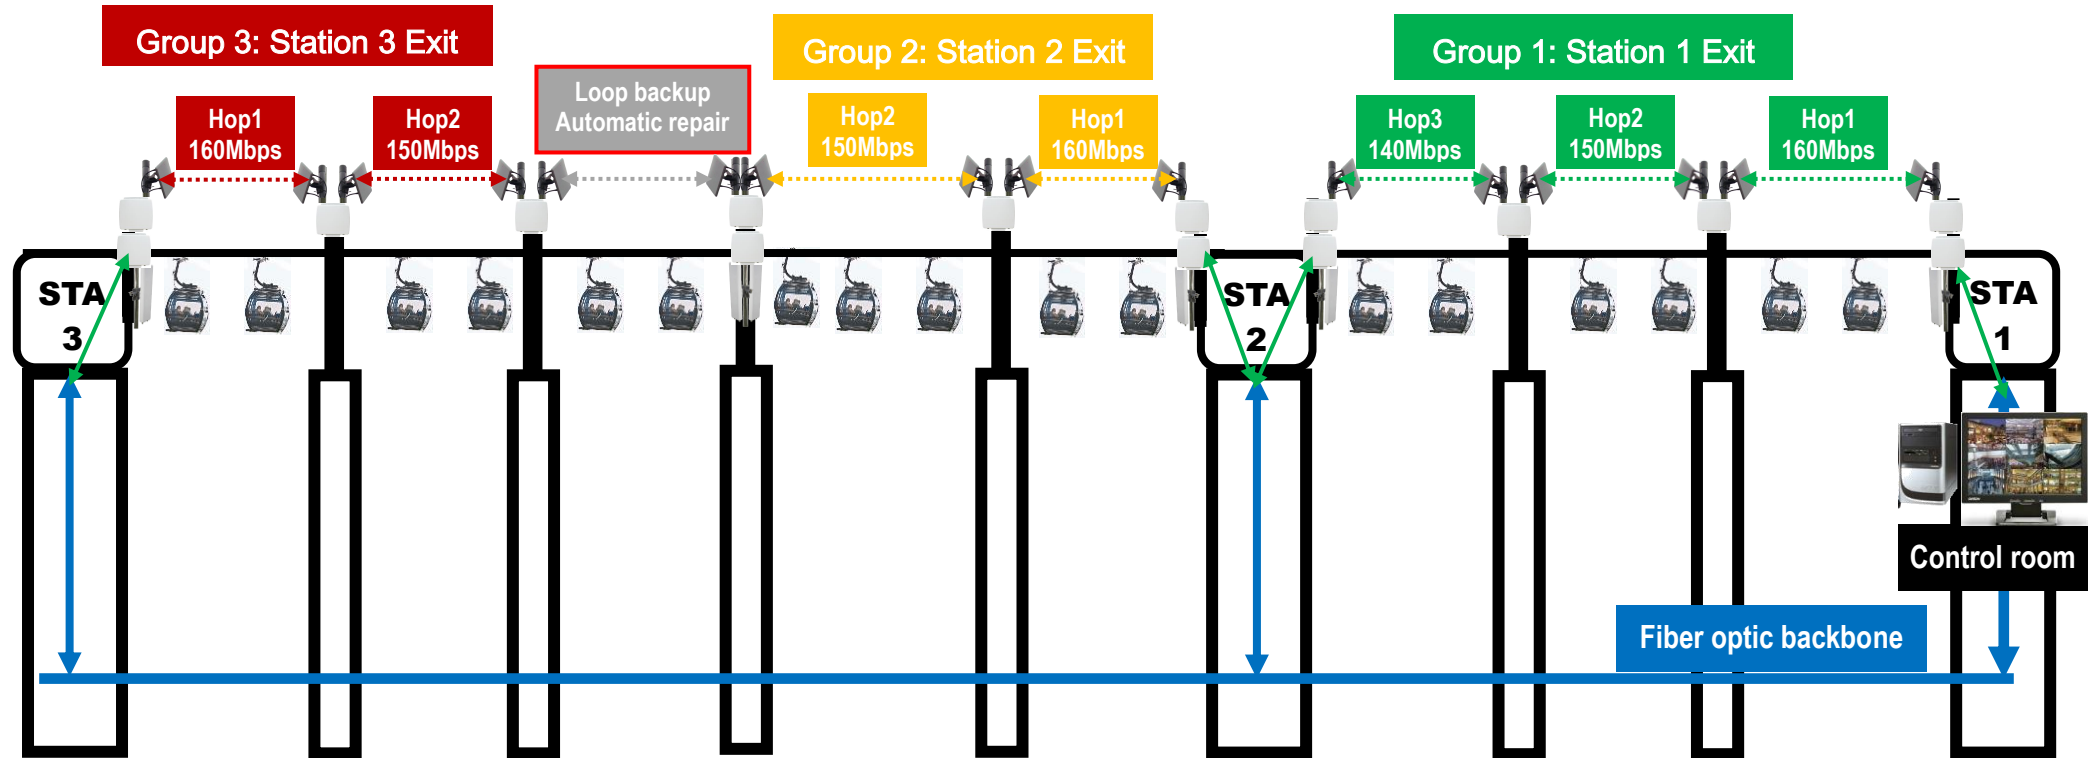 Group 3: Station 3 Exit
Group 2: Station 2 Exit
Group 1: Station 1 Exit
Hop1
160Mbps
Hop2
150Mbps
Loop backup
Automatic repair
Hop2
150Mbps
Hop1
160Mbps
Hop3
140Mbps
Hop2
150Mbps
Hop1
160Mbps
STA
3
STA
2
STA
1
Control room
Fiber optic backbone